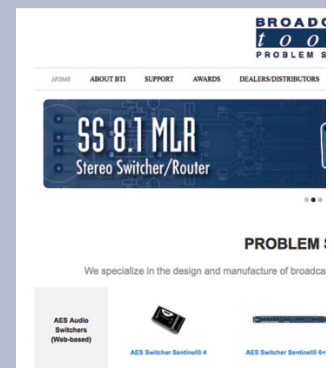 BROADC
too
PROBLEM S
HOME ABOUT BTI SUPPORT AWARDS DEALERS/DISTRIBUTORS
SS 8.1 MLR
Stereo Switcher/Router
PROBLEM S
We specialize in the design and manufacture of broadca
AES Audio
Switchers
(Web-based)
AES Switcher Sentinel® 4 AES Switcher Sentinel® 6+